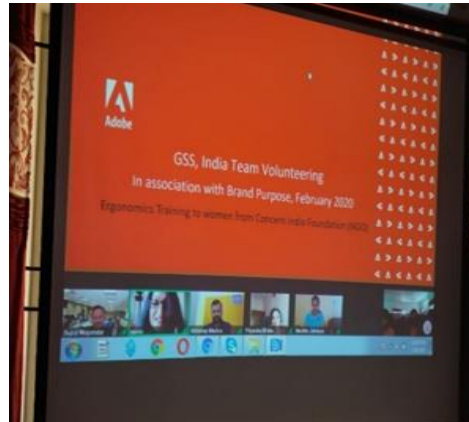 Adobe
GSS, India Team Volunteering
In association with Brand Purpose, February 2020
Ergonomics Training to women from Concern India Foundation (NGO)